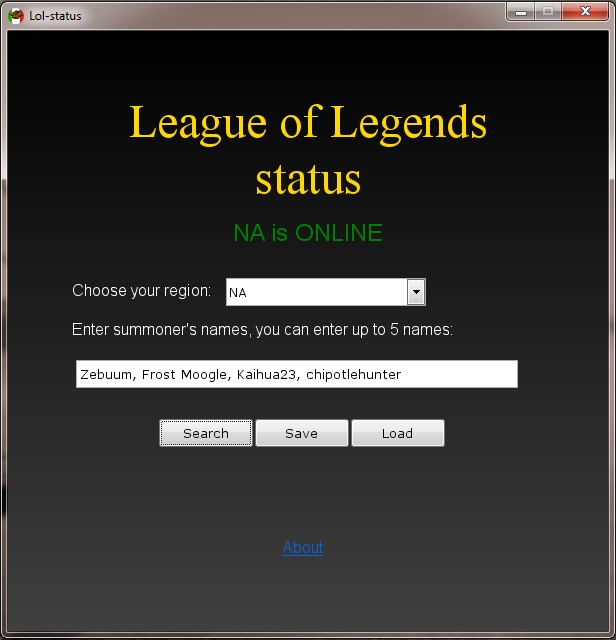 Lol-status
League of Legends
status
NA is ONLINE
Choose your region: NA
Enter summoner's names, you can enter up to 5 names:
Zebuum, Frost Moogle, Kaihua23, chipotlehunter
Search Save Load
About